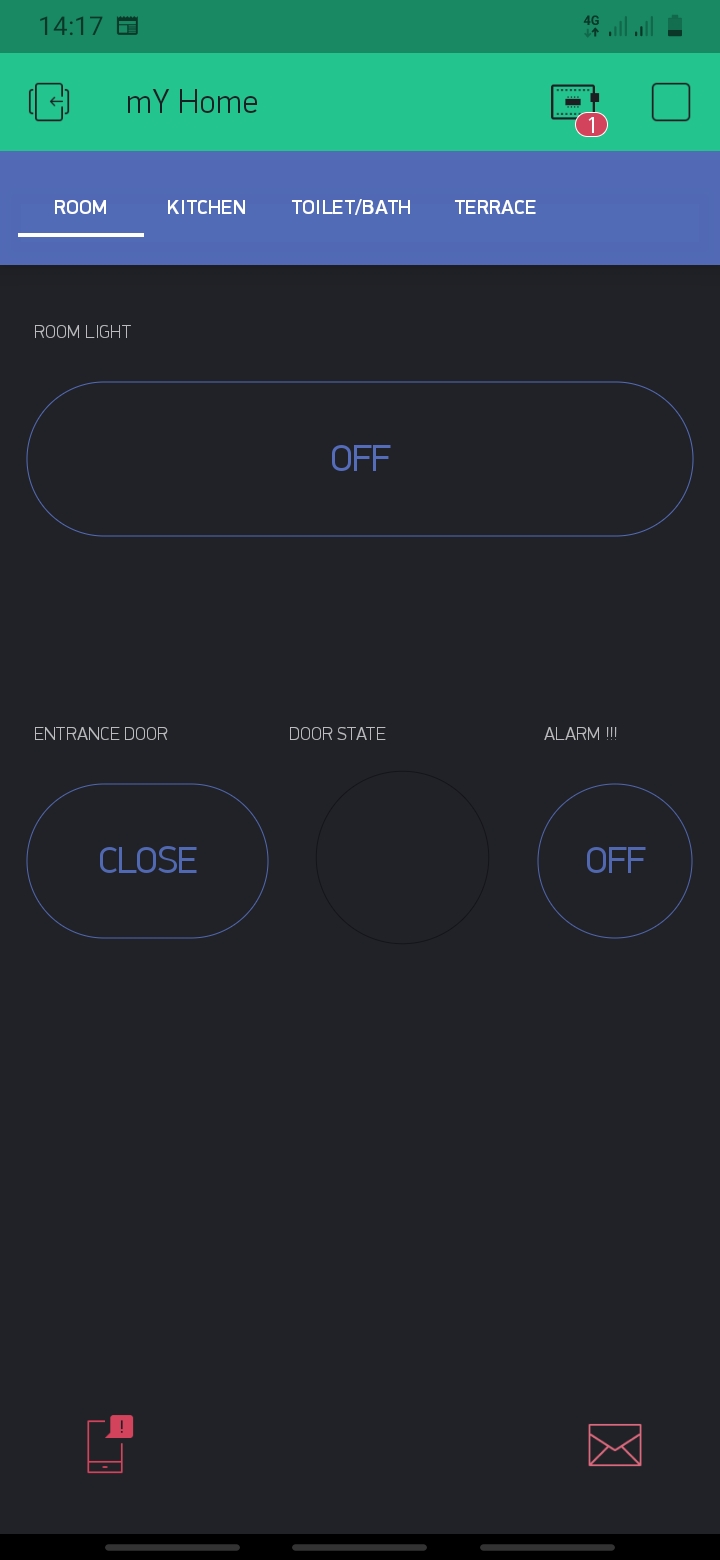 14:17 4G
mY Home 1
ROOM KITCHEN TOILET/BATH TERRACE
ROOM LIGHT
OFF
ENTRANCE DOOR DOOR STATE ALARM !!!
CLOSE OFF
!